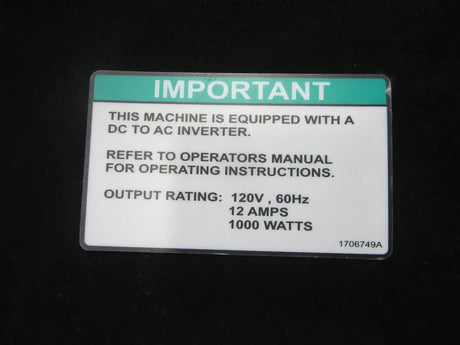 IMPORTANT
THIS MACHINE IS EQUIPPED WITH A
DC TO AC INVERTER.
REFER TO OPERATORS MANUAL
FOR OPERATING INSTRUCTIONS.
OUTPUT RATING: 120V , 60Hz
12 AMPS
1000 WATTS
1706749A